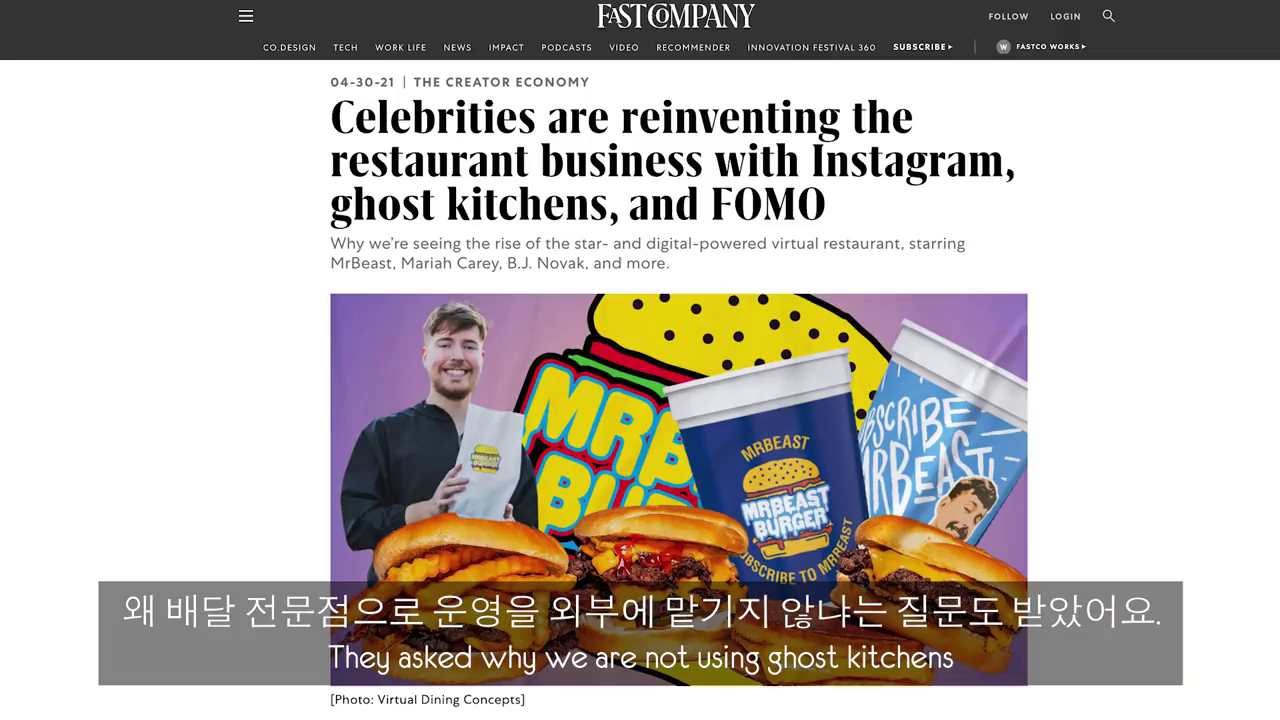 FAST COMPANY
FOLLOW LOGIN
CO.DESIGN TECH WORK LIFE NEWS IMPACT PODCASTS VIDEO RECOMMENDER INNOVATION FESTIVAL 360 SUBSCRIBE W FASTCO WORKS
04-30-21 | THE CREATOR ECONOMY
Celebrities are reinventing the
restaurant business with Instagram,
ghost kitchens, and FOMO
Why we’re seeing the rise of the star- and digital-powered virtual restaurant, starring
MrBeast, Mariah Carey, B.J. Novak, and more.
MRBEAST
BURGER
MRB
BU
MRBEAST
MRBEAST
BURGER
UBSCRIBE TO MRBEAST
BSCRIBE
MRBEAST
왜 배달 전문점으로 운영을 외부에 맡기지 않냐는 질문도 받았어요.
They asked why we are not using ghost kitchens
[Photo: Virtual Dining Concepts]